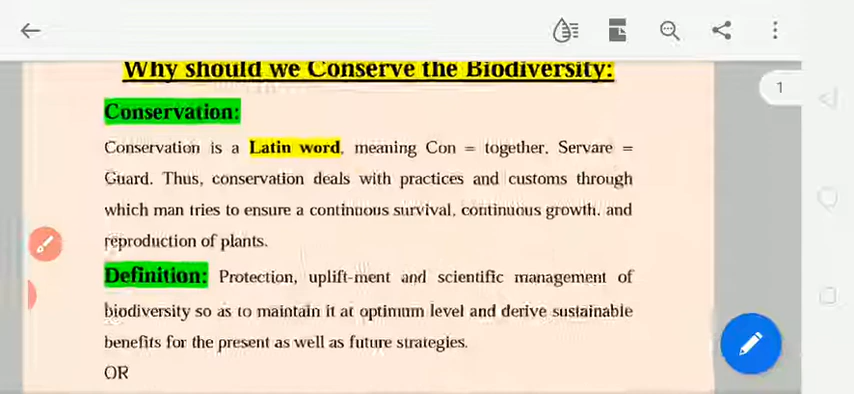 Why should we Conserve the Biodiversity:
1
Conservation:
Conservation is a Latin word, meaning Con = together, Servare =
Guard. Thus, conservation deals with practices and customs through
which man tries to ensure a continuous survival, continuous growth, and
reproduction of plants.
Definition: Protection, uplift-ment and scientific management of
biodiversity so as to maintain it at optimum level and derive sustainable
benefits for the present as well as future strategies.
OR